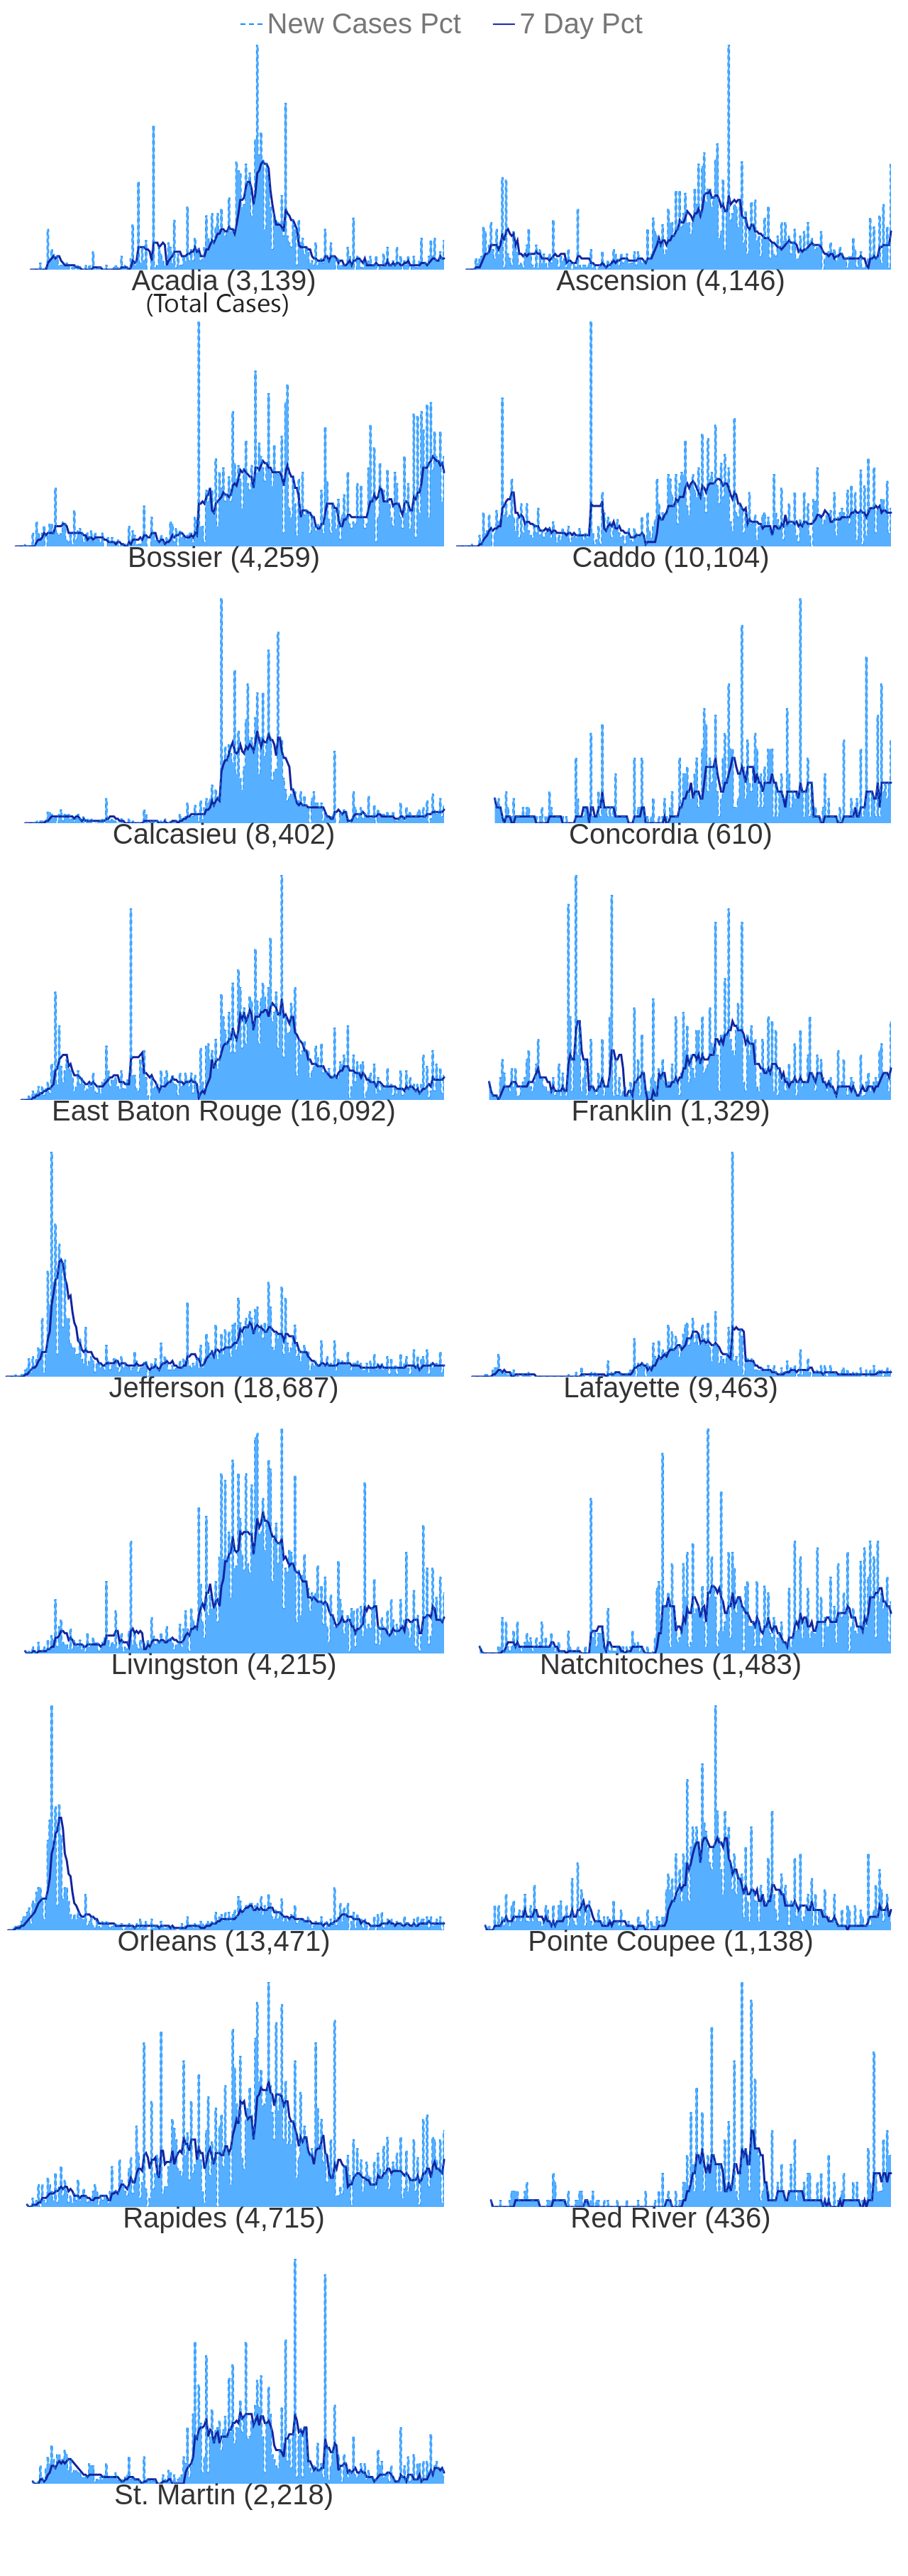 New Cases Pct 7 Day Pct
Acadia (3,139) Ascension (4,146)
(Total Cases)
Bossier (4,259) Caddo (10,104)
Calcasieu (8,402) Concordia (610)
East Baton Rouge (16,092) Franklin (1,329)
Jefferson (18,687) Lafayette (9,463)
Livingston (4,215) Natchitoches (1,483)
Orleans (13,471) Pointe Coupee (1,138)
Rapides (4,715) Red River (436)
St. Martin (2,218)